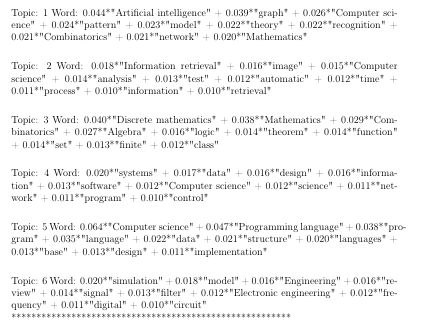 Topic: 1 Word: 0.044*"Artificial intelligence" + 0.039*"graph" + 0.026*"Computer sci-
ence" + 0.024*"pattern" + 0.023*"model" + 0.022*"theory" + 0.022*"recognition" +
0.021*"Combinatorics" + 0.021*"network" + 0.020*"Mathematics"
Topic: 2 Word: 0.018*"Information retrieval" + 0.016*"image" + 0.015*"Computer
science" + 0.014*"analysis" + 0.013*"test" + 0.012*"automatic" + 0.012*"time" +
0.011*"process" + 0.010*"information" + 0.010*"retrieval"
Topic: 3 Word: 0.040*"Discrete mathematics" + 0.038*"Mathematics" + 0.029*"Com-
binatorics" + 0.027*"Algebra" + 0.016*"logic" + 0.014*"theorem" + 0.014*"function"
+ 0.014*"set" + 0.013*"finite" + 0.012*"class"
Topic: 4 Word: 0.020*"systems" + 0.017*"data" + 0.016*"design" + 0.016*"informa-
tion" + 0.013*"software" + 0.012*"Computer science" + 0.012*"science" + 0.011*"net-
work" + 0.011*"program" + 0.010*"control"
Topic: 5 Word: 0.064*"Computer science" + 0.047*"Programming language" + 0.038*"pro-
gram" + 0.035*"language" + 0.022*"data" + 0.021*"structure" + 0.020*"languages" +
0.013*"base" + 0.013*"design" + 0.011*"implementation"
Topic: 6 Word: 0.020*"simulation" + 0.018*"model" + 0.016*"Engineering" + 0.016*"re-
view" + 0.014*"signal" + 0.013*"filter" + 0.012*"Electronic engineering" + 0.012*"fre-
quency" + 0.011*"digital" + 0.010*"circuit"
********************************************************